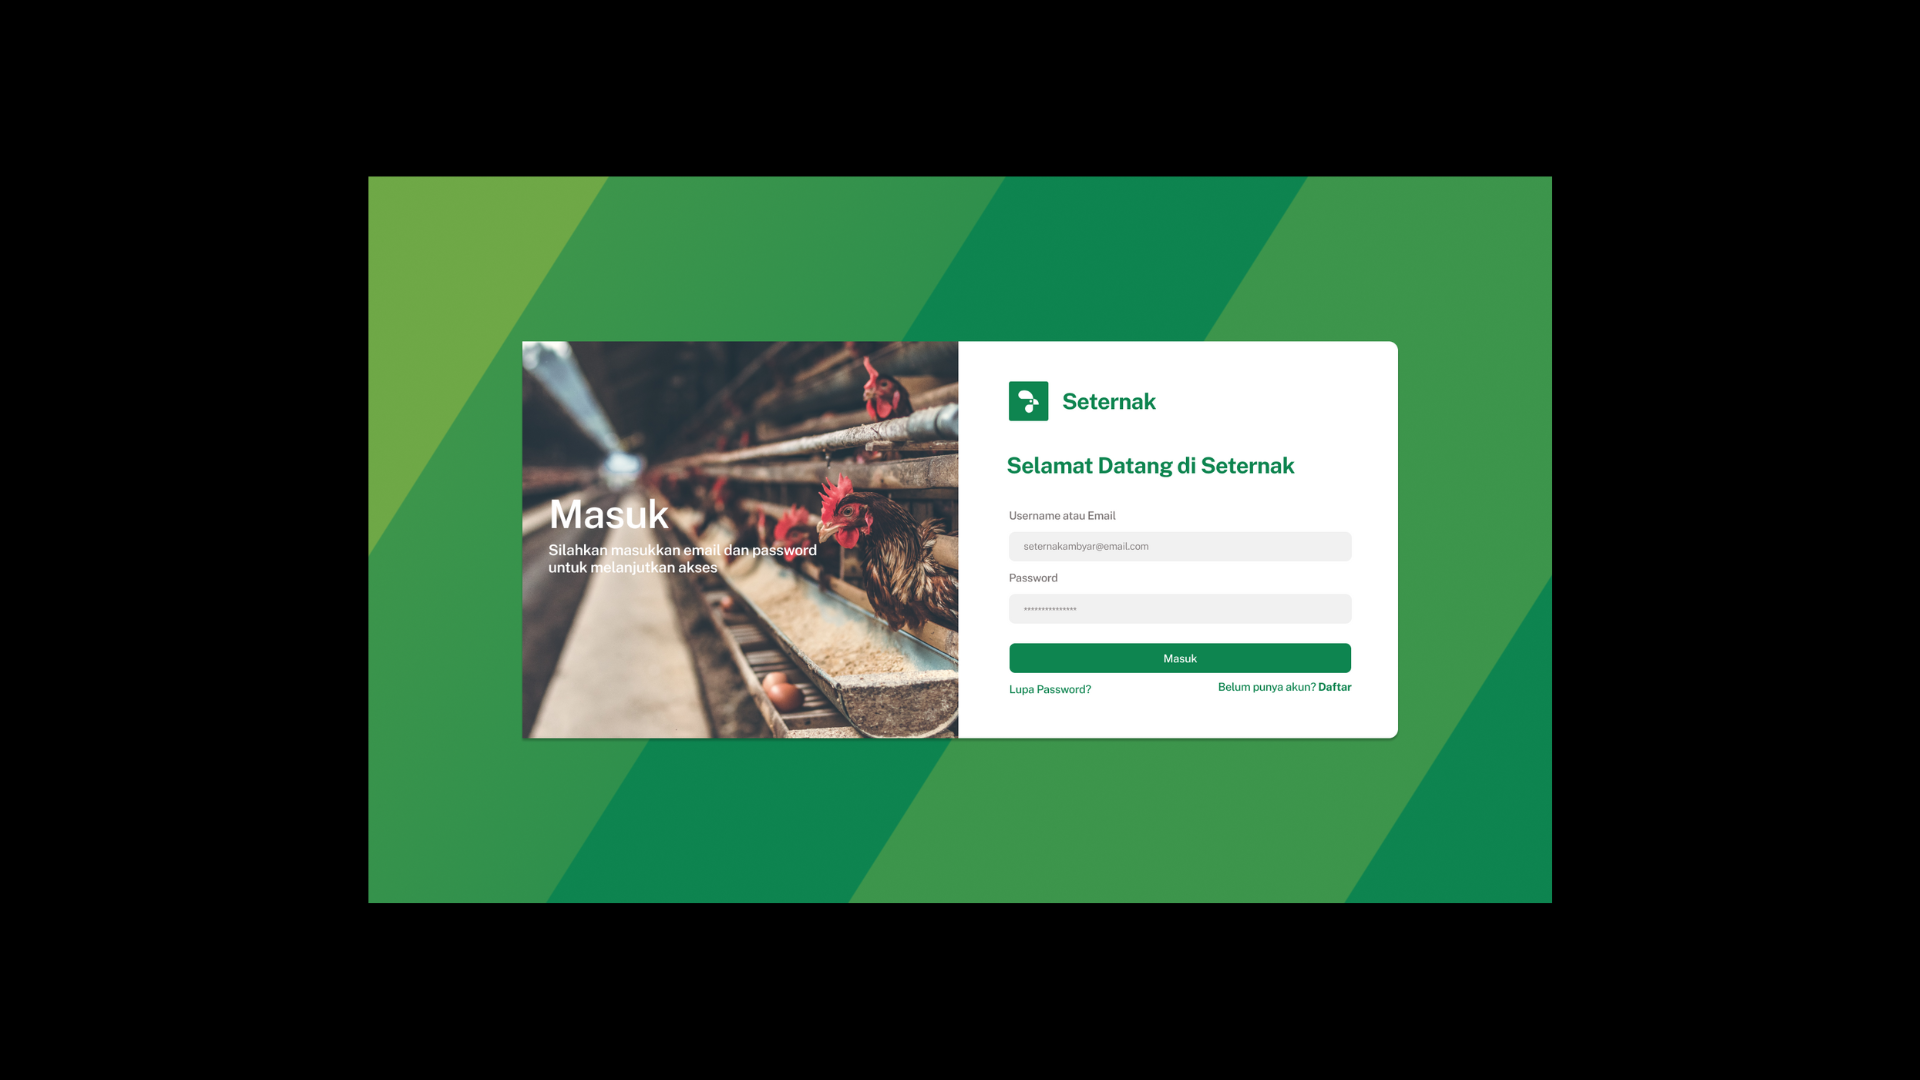 Masuk
Silahkan masukkan email dan password
untuk melanjutkan akses
Seternak
Selamat Datang di Seternak
Username atau Email
seternakambyar@email.com
Password
***************
Masuk
Lupa Password?
Belum punya akun? Daftar